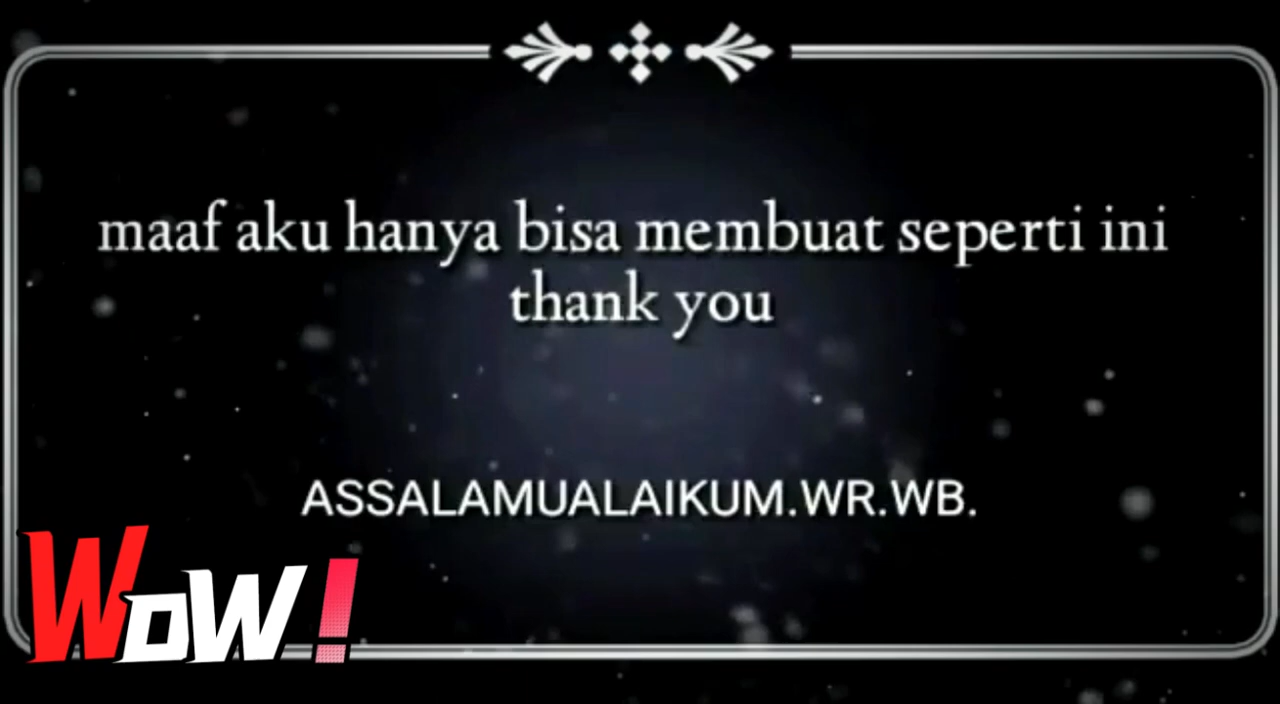 maaf aku hanya bisa membuat seperti ini
thank you
ASSALAMUALAIKUM.WR.WB.
WoW!